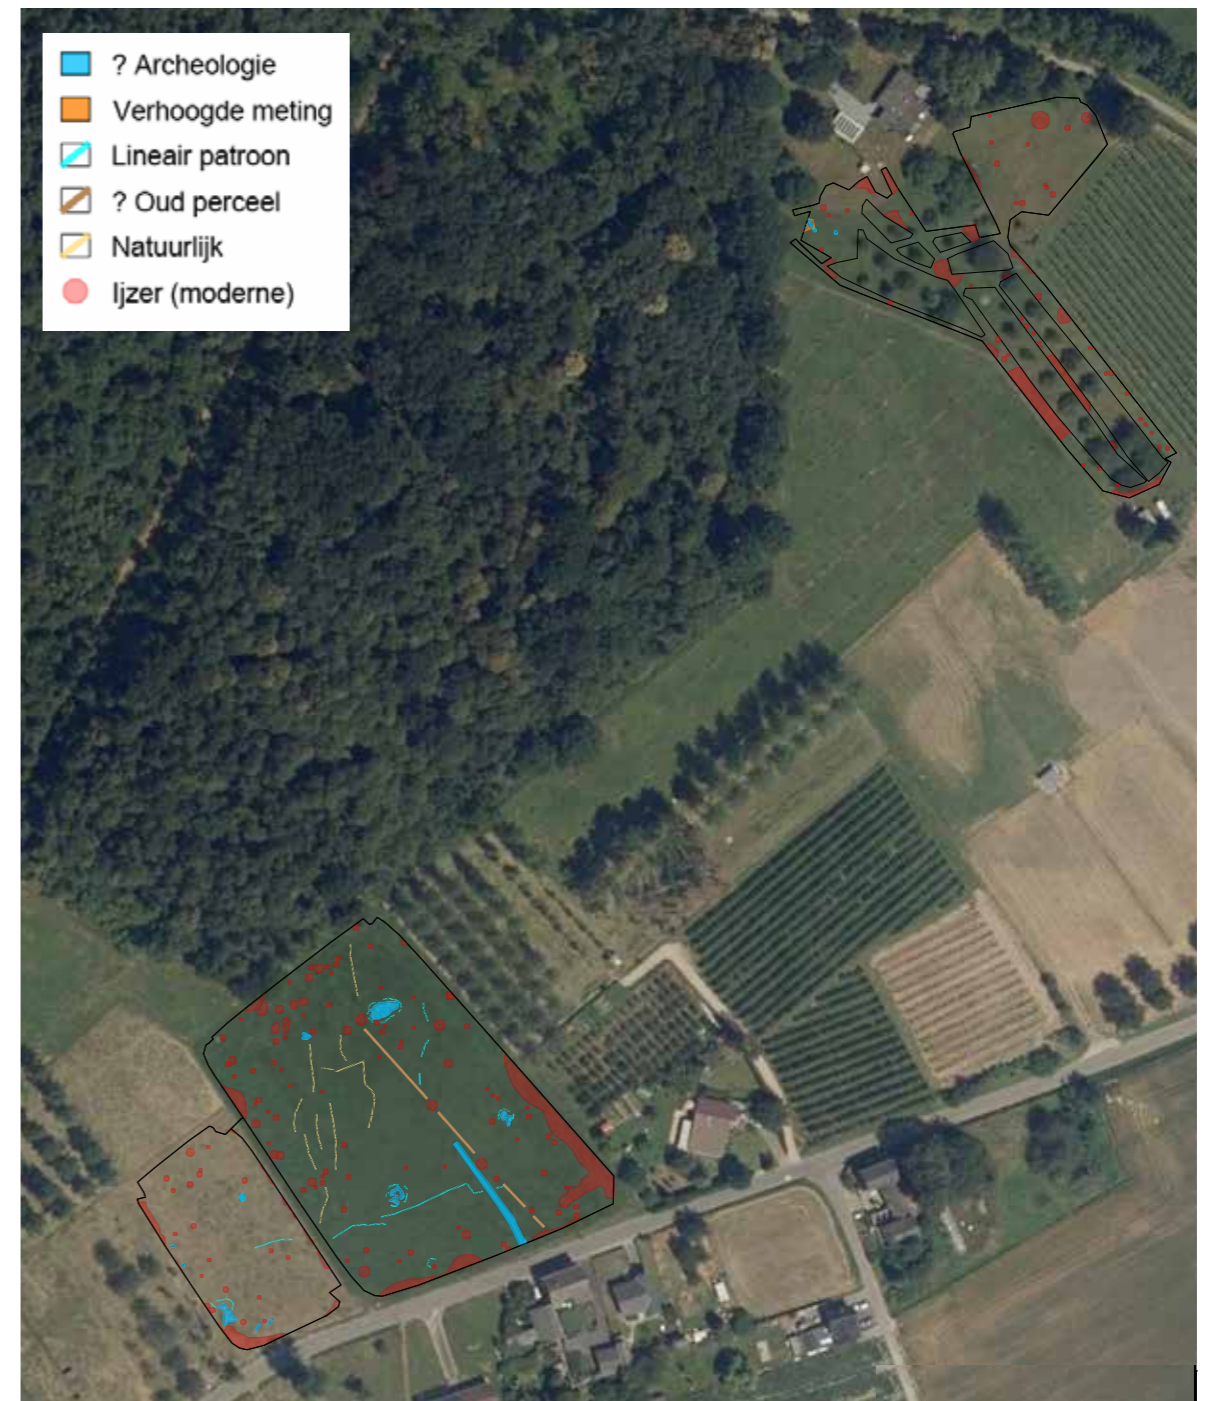 ? Archeologie
Verhoogde meting
Lineair patroon
? Oud perceel
Natuurlijk
Ijzer (moderne)